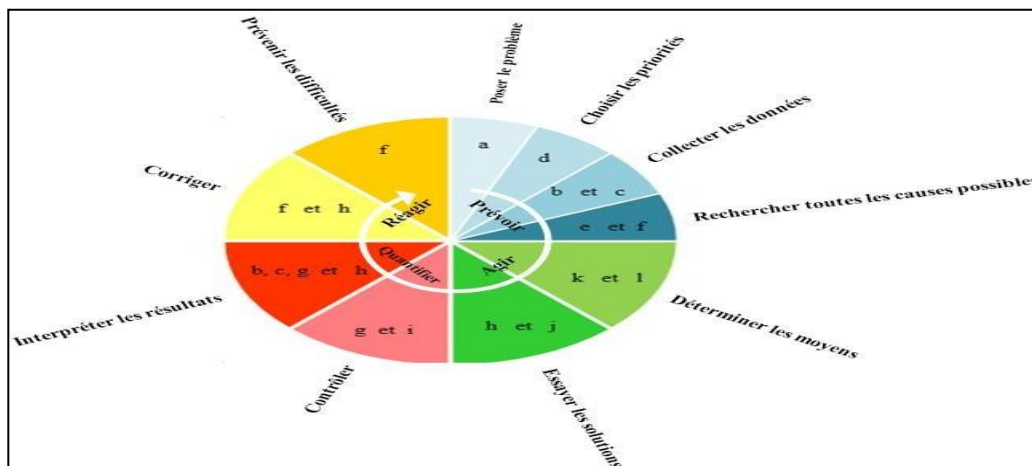 Poser le problème
a
Choisir les priorités
d
Collecter les données
b et c
Rechercher toutes les causes possibles
e et f
Prévoir
Déterminer les moyens
k et l
Agir
Essayer les solutions
h et j
Contrôler
g et i
Quantifier
Interpréter les résultats
b, c, g et h
Corriger
f et h
Réagir
Prévenir les difficultés
f